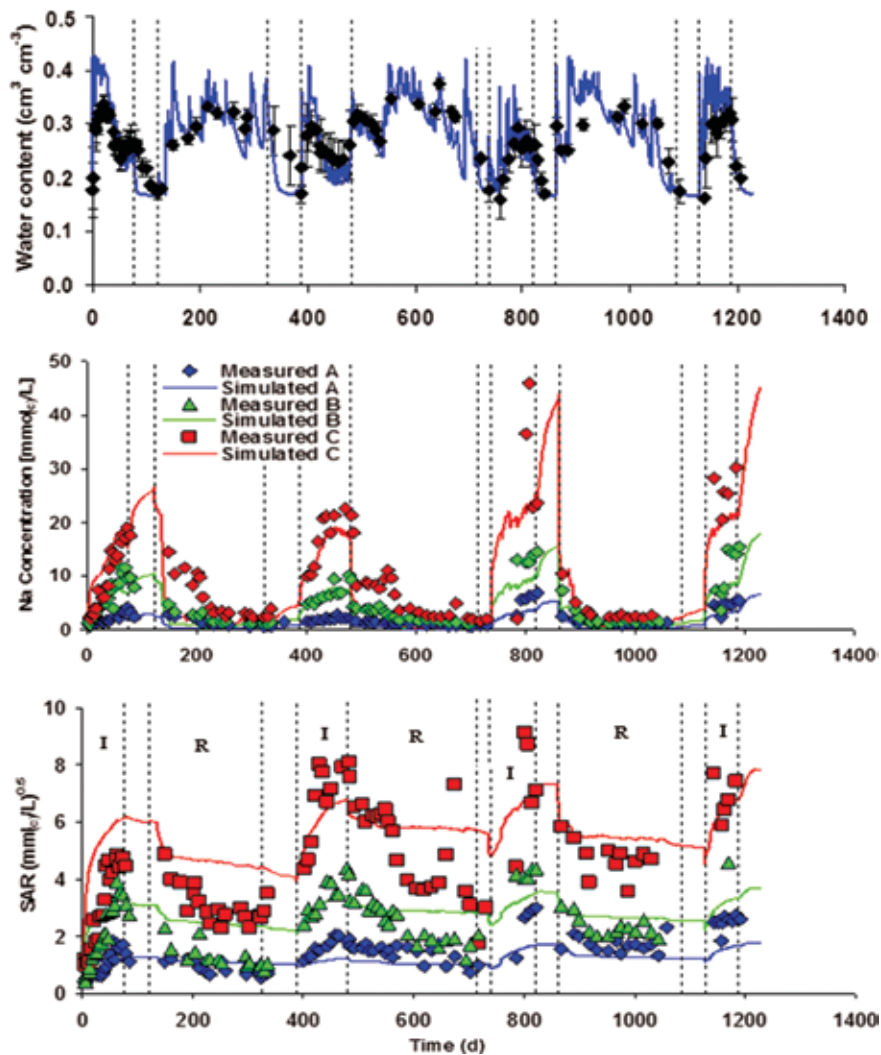 Water content (cm³ cm⁻³)
0.5
0.4
0.3
0.2
0.1
0.0
0 200 400 600 800 1000 1200 1400
Na Concentration [mmol(c)/L]
50
40
30
20
10
0
Measured A
Simulated A
Measured B
Simulated B
Measured C
Simulated C
0 200 400 600 800 1000 1200 1400
SAR (mml(c)/L)^0.5
10
8
6
4
2
0
I R I R I R I
0 200 400 600 800 1000 1200 1400
Time (d)